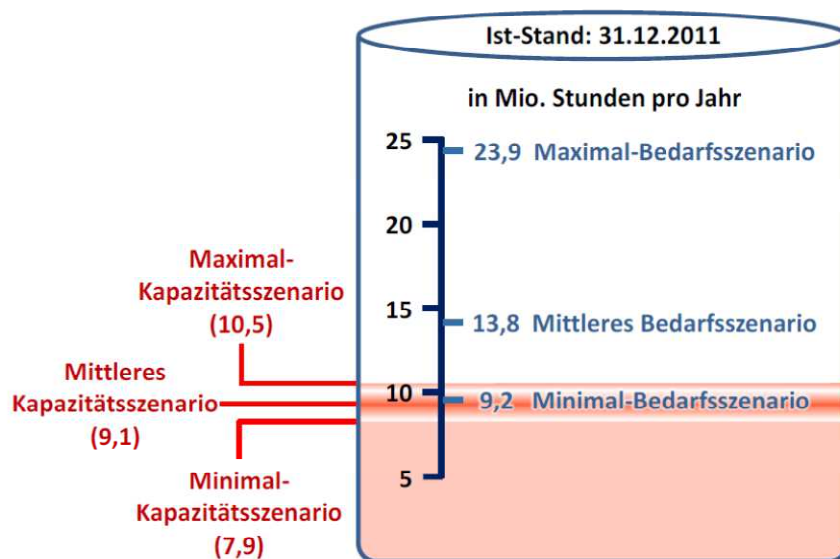 Ist-Stand: 31.12.2011
in Mio. Stunden pro Jahr
25
23,9 Maximal-Bedarfsszenario
20
Maximal-
Kapazitätsszenario
(10,5)
15
13,8 Mittleres Bedarfsszenario
Mittleres
Kapazitätsszenario
(9,1)
10
9,2 Minimal-Bedarfsszenario
Minimal-
Kapazitätsszenario
(7,9)
5